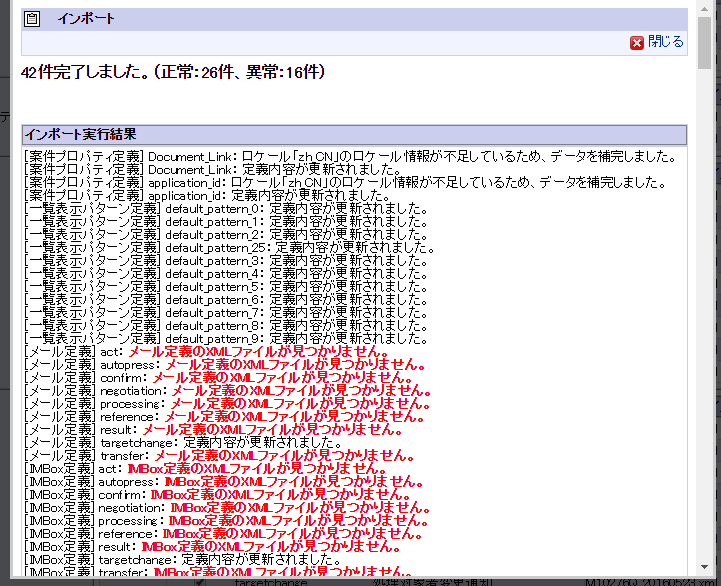 インポート
閉じる
42件完了しました。(正常:26件、異常:16件)
インポート実行結果
[案件プロパティ定義] Document_Link: ロケール「zh_CN」のロケール情報が不足しているため、データを補完しました。
[案件プロパティ定義] Document_Link: 定義内容が更新されました。
[案件プロパティ定義] application_id: ロケール「zh_CN」のロケール情報が不足しているため、データを補完しました。
[案件プロパティ定義] application_id: 定義内容が更新されました。
[一覧表示パターン定義] default_pattern_0: 定義内容が更新されました。
[一覧表示パターン定義] default_pattern_1: 定義内容が更新されました。
[一覧表示パターン定義] default_pattern_2: 定義内容が更新されました。
[一覧表示パターン定義] default_pattern_25: 定義内容が更新されました。
[一覧表示パターン定義] default_pattern_3: 定義内容が更新されました。
[一覧表示パターン定義] default_pattern_4: 定義内容が更新されました。
[一覧表示パターン定義] default_pattern_5: 定義内容が更新されました。
[一覧表示パターン定義] default_pattern_6: 定義内容が更新されました。
[一覧表示パターン定義] default_pattern_7: 定義内容が更新されました。
[一覧表示パターン定義] default_pattern_8: 定義内容が更新されました。
[一覧表示パターン定義] default_pattern_9: 定義内容が更新されました。
[メール定義] act: メール定義のXMLファイルが見つかりません。
[メール定義] autopress: メール定義のXMLファイルが見つかりません。
[メール定義] confirm: メール定義のXMLファイルが見つかりません。
[メール定義] negotiation: メール定義のXMLファイルが見つかりません。
[メール定義] processing: メール定義のXMLファイルが見つかりません。
[メール定義] reference: メール定義のXMLファイルが見つかりません。
[メール定義] result: メール定義のXMLファイルが見つかりません。
[メール定義] targetchange: 定義内容が更新されました。
[メール定義] transfer: メール定義のXMLファイルが見つかりません。
[IMBox定義] act: IMBox定義のXMLファイルが見つかりません。
[IMBox定義] autopress: IMBox定義のXMLファイルが見つかりません。
[IMBox定義] confirm: IMBox定義のXMLファイルが見つかりません。
[IMBox定義] negotiation: IMBox定義のXMLファイルが見つかりません。
[IMBox定義] processing: IMBox定義のXMLファイルが見つかりません。
[IMBox定義] reference: IMBox定義のXMLファイルが見つかりません。
[IMBox定義] result: IMBox定義のXMLファイルが見つかりません。
[IMBox定義] targetchange: 定義内容が更新されました。
[IMBox定義] transfer: IMBox定義のXMLファイルが見つかりません。
targetchange 処理対象者変更通知